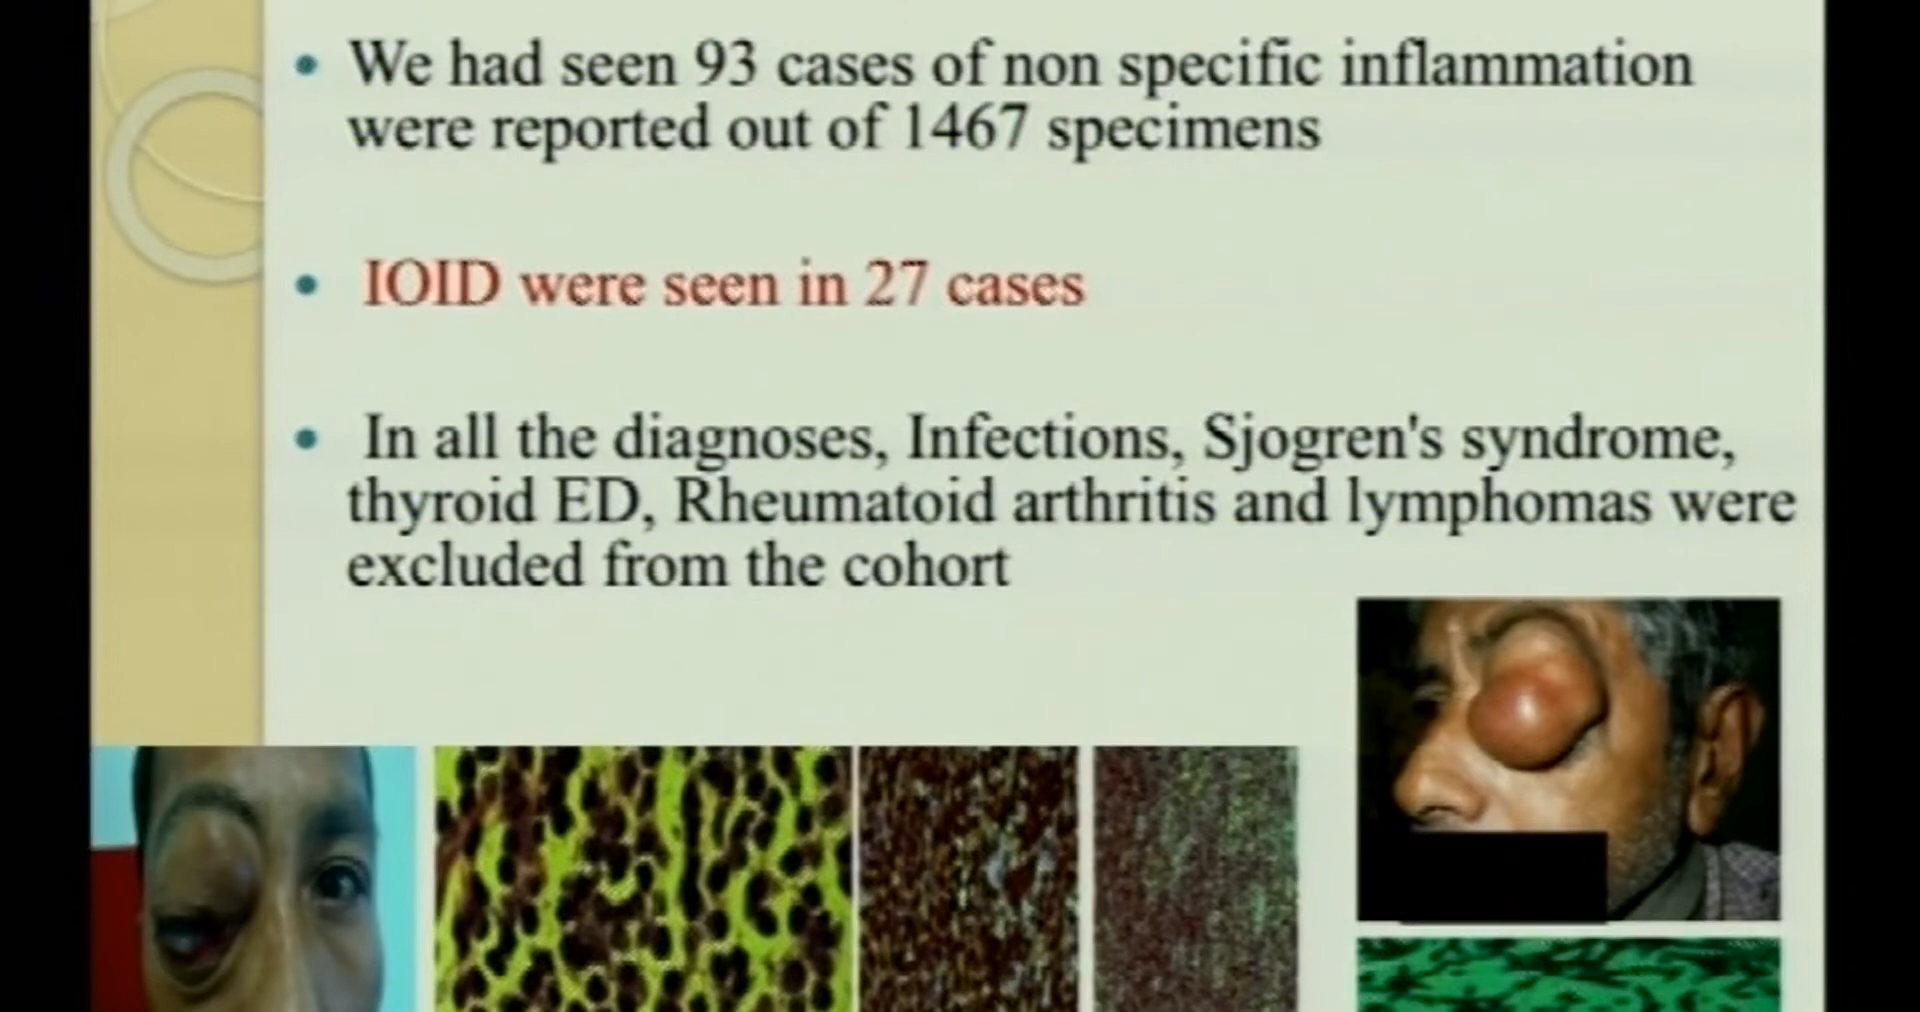 We had seen 93 cases of non specific inflammation
were reported out of 1467 specimens
IOID were seen in 27 cases
In all the diagnoses, Infections, Sjogren's syndrome,
thyroid ED, Rheumatoid arthritis and lymphomas were
excluded from the cohort